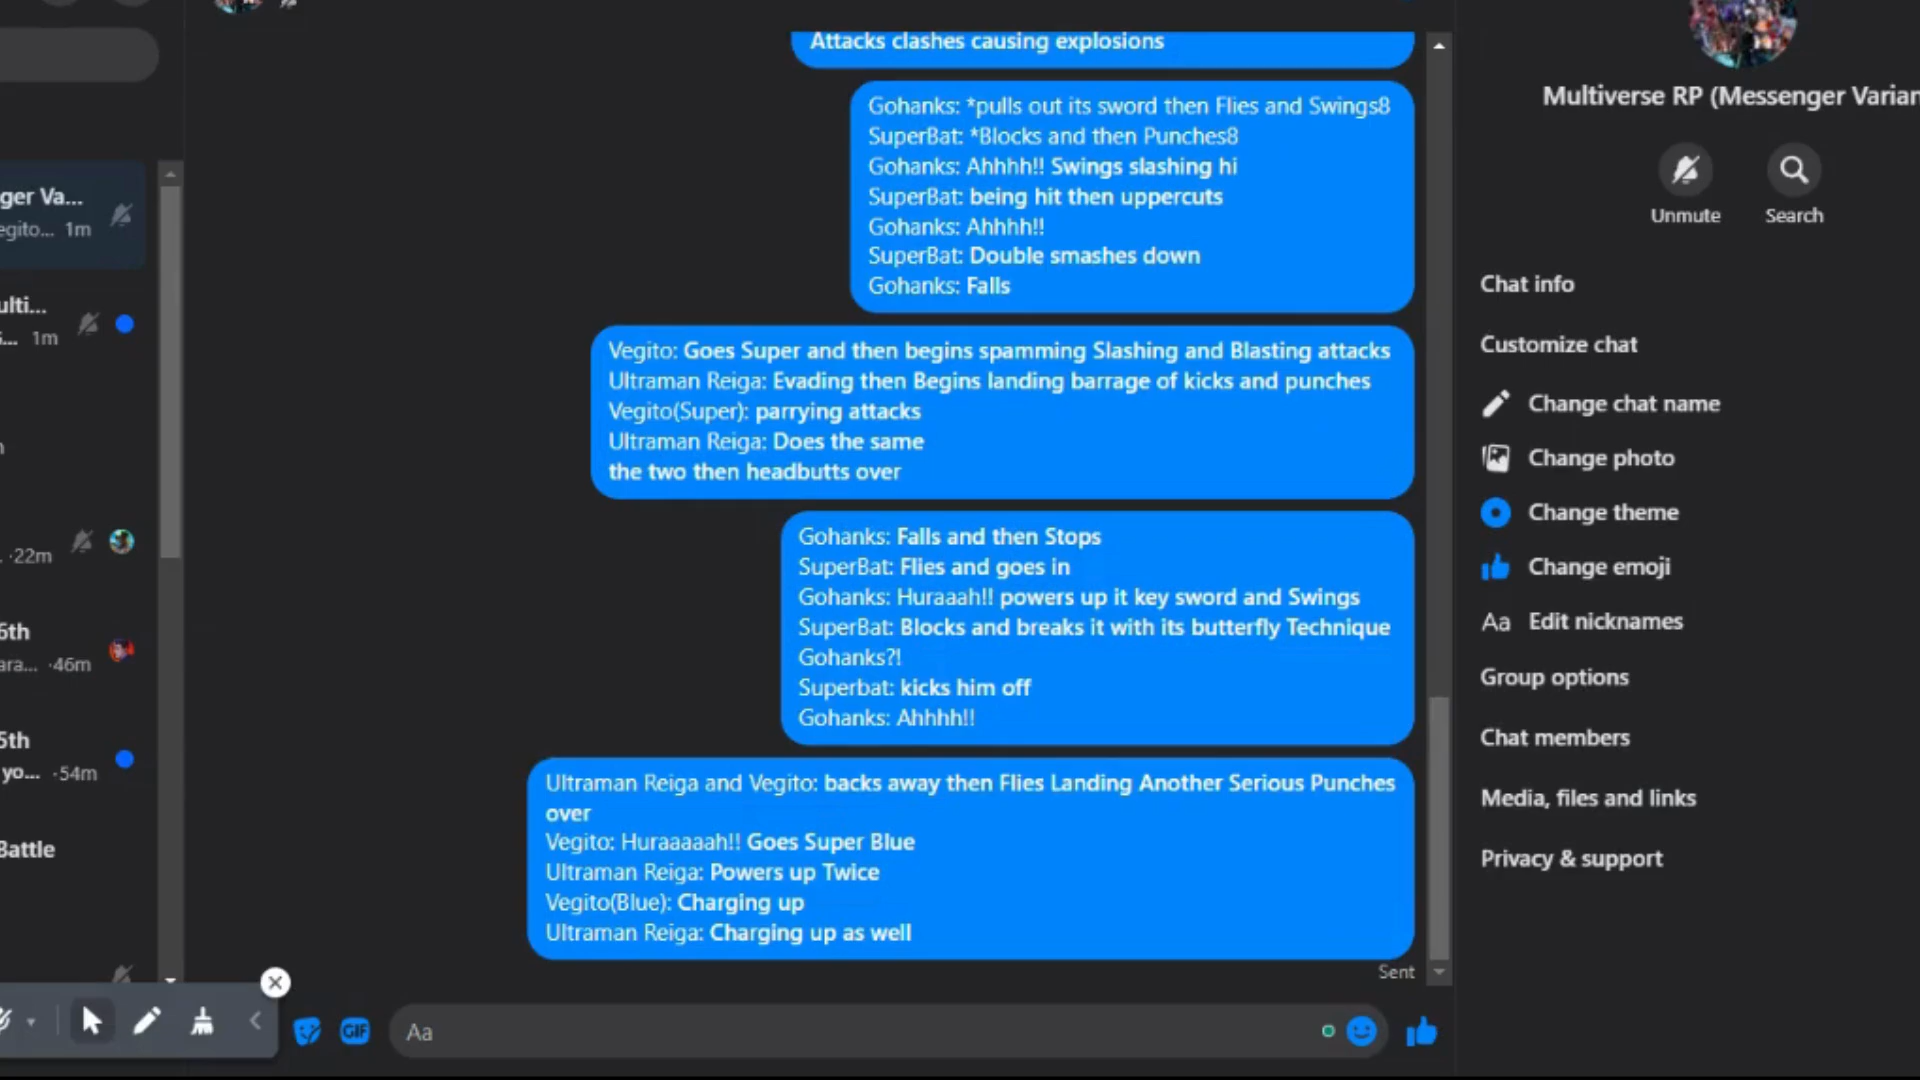 Attacks clashes causing explosions
Gohanks: *pulls out its sword then Flies and Swings8
SuperBat: *Blocks and then Punches8
Gohanks: Ahhhh!! Swings slashing hi
SuperBat: being hit then uppercuts
Gohanks: Ahhhh!!
SuperBat: Double smashes down
Gohanks: Falls
Vegito: Goes Super and then begins spamming Slashing and Blasting attacks
Ultraman Reiga: Evading then Begins landing barrage of kicks and punches
Vegito(Super): parrying attacks
Ultraman Reiga: Does the same
the two then headbutts over
Gohanks: Falls and then Stops
SuperBat: Flies and goes in
Gohanks: Huraaah!! powers up it key sword and Swings
SuperBat: Blocks and breaks it with its butterfly Technique
Gohanks?!
Superbat: kicks him off
Gohanks: Ahhhh!!
Ultraman Reiga and Vegito: backs away then Flies Landing Another Serious Punches
over
Vegito: Huraaaaah!! Goes Super Blue
Ultraman Reiga: Powers up Twice
Vegito(Blue): Charging up
Ultraman Reiga: Charging up as well
Sent
GIF
Aa
ger Va...
egito... 1m
ulti...
1m
·22m
ara... ·46m
5th
yo... ·54m
Battle
Multiverse RP (Messenger Varian
Unmute
Search
Chat info
Customize chat
Change chat name
Change photo
Change theme
Change emoji
Aa Edit nicknames
Group options
Chat members
Media, files and links
Privacy & support